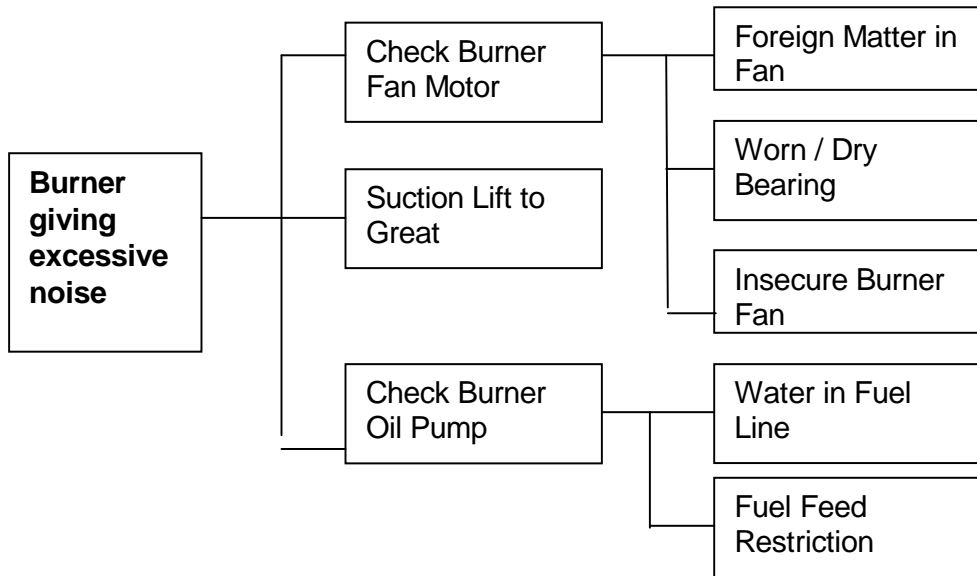 Burner
giving
excessive
noise
Check Burner
Fan Motor
Suction Lift to
Great
Check Burner
Oil Pump
Foreign Matter in
Fan
Worn / Dry
Bearing
Insecure Burner
Fan
Water in Fuel
Line
Fuel Feed
Restriction